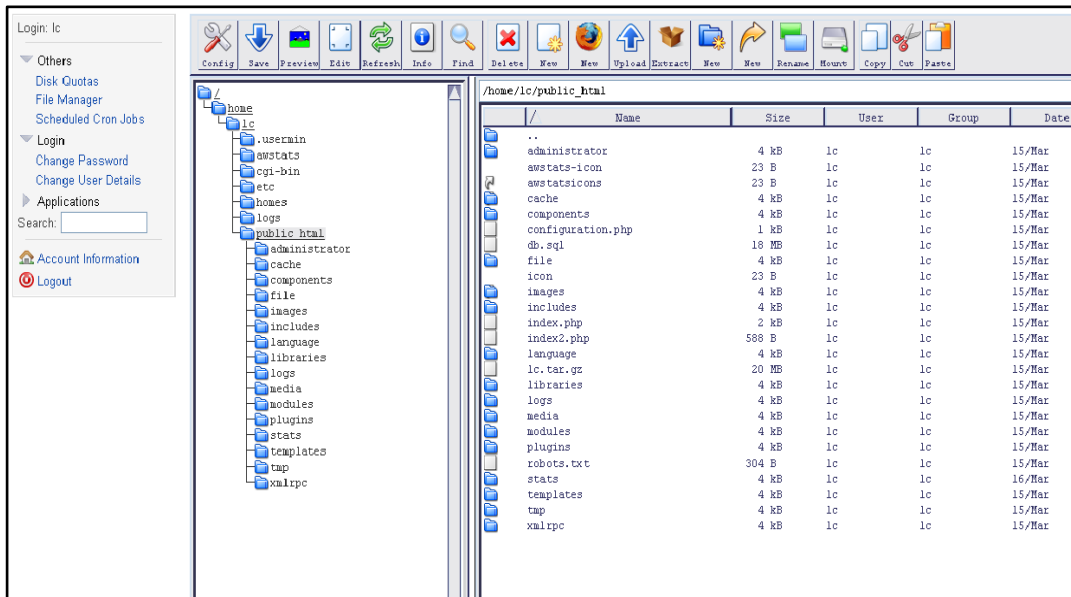 Login: lc
Others
Disk Quotas
File Manager
Scheduled Cron Jobs
Login
Change Password
Change User Details
Applications
Search:
Account Information
Logout
Config Save Preview Edit Refresh Info Find Delete New New Upload Extract New New Rename Mount Copy Cut Paste
/
home
lc
.usermin
awstats
cgi-bin
etc
homes
logs
public_html
administrator
cache
components
file
images
includes
language
libraries
logs
media
modules
plugins
stats
templates
tmp
xmlrpc
/home/lc/public_html
/ Name Size User Group Date
..
administrator 4 kB lc lc 15/Mar
awstats-icon 23 B lc lc 15/Mar
awstatsicons 23 B lc lc 15/Mar
cache 4 kB lc lc 15/Mar
components 4 kB lc lc 15/Mar
configuration.php 1 kB lc lc 15/Mar
db.sql 18 MB lc lc 15/Mar
file 4 kB lc lc 15/Mar
icon 23 B lc lc 15/Mar
images 4 kB lc lc 15/Mar
includes 4 kB lc lc 15/Mar
index.php 2 kB lc lc 15/Mar
index2.php 588 B lc lc 15/Mar
language 4 kB lc lc 15/Mar
lc.tar.gz 20 MB lc lc 15/Mar
libraries 4 kB lc lc 15/Mar
logs 4 kB lc lc 15/Mar
media 4 kB lc lc 15/Mar
modules 4 kB lc lc 15/Mar
plugins 4 kB lc lc 15/Mar
robots.txt 304 B lc lc 15/Mar
stats 4 kB lc lc 16/Mar
templates 4 kB lc lc 15/Mar
tmp 4 kB lc lc 15/Mar
xmlrpc 4 kB lc lc 15/Mar